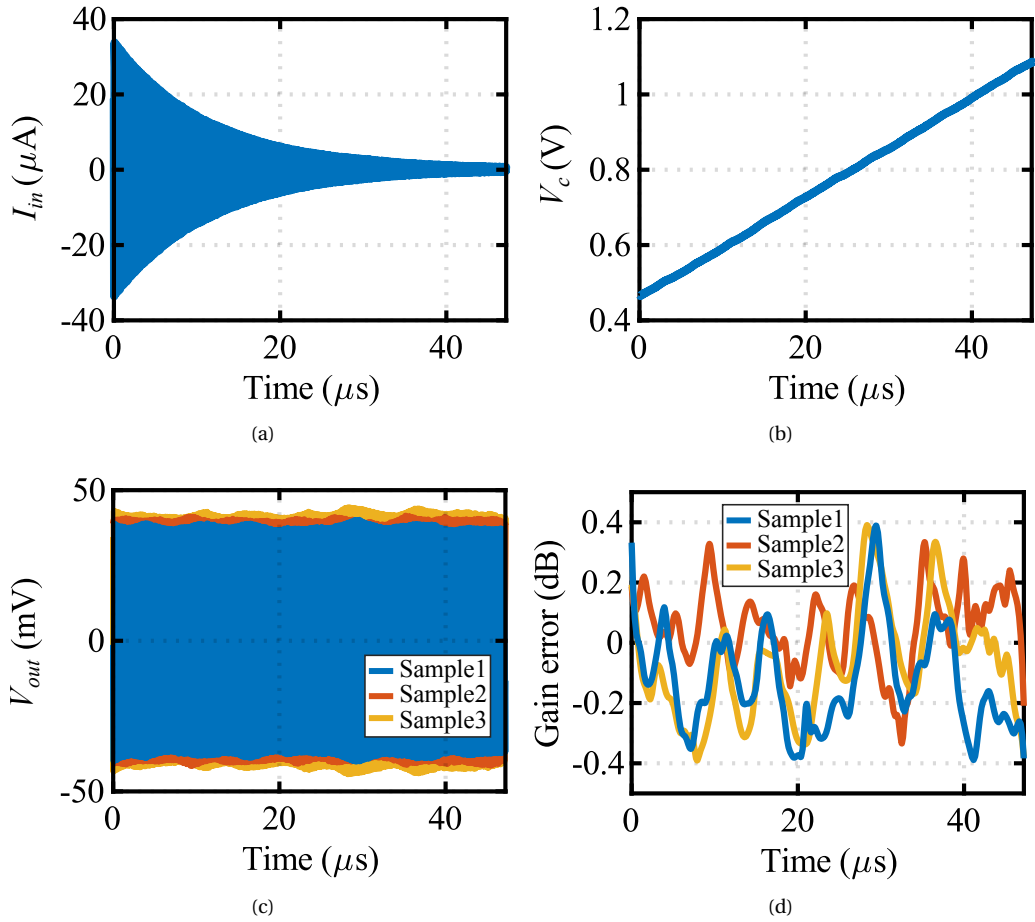 40
20
0
-20
-40
I_in (μA)
0 20 40
Time (μs)
(a)
1.2
1
0.8
0.6
0.4
V_c (V)
0 20 40
Time (μs)
(b)
50
0
-50
V_out (mV)
Sample1
Sample2
Sample3
0 20 40
Time (μs)
(c)
0.4
0.2
0
-0.2
-0.4
Gain error (dB)
Sample1
Sample2
Sample3
0 20 40
Time (μs)
(d)